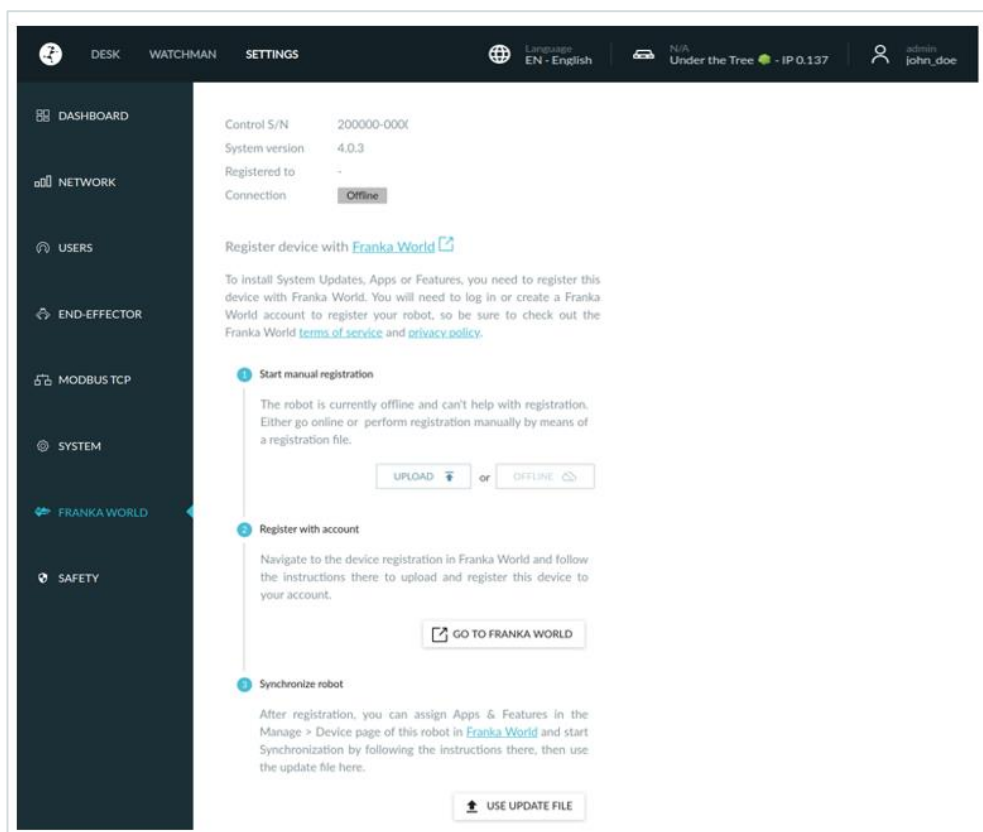 DESK WATCHMAN SETTINGS
Language
EN - English
N/A
Under the Tree - IP 0.137
admin
john_doe
DASHBOARD
NETWORK
USERS
END-EFFECTOR
MODBUS TCP
SYSTEM
FRANKA WORLD
SAFETY
Control S/N 200000-000(
System version 4.0.3
Registered to -
Connection Offline
Register device with Franka World
To install System Updates, Apps or Features, you need to register this
device with Franka World. You will need to log in or create a Franka
World account to register your robot, so be sure to check out the
Franka World terms of service and privacy policy.
1 Start manual registration
The robot is currently offline and can't help with registration.
Either go online or perform registration manually by means of
a registration file.
UPLOAD or OFFLINE
2 Register with account
Navigate to the device registration in Franka World and follow
the instructions there to upload and register this device to
your account.
GO TO FRANKA WORLD
3 Synchronize robot
After registration, you can assign Apps & Features in the
Manage > Device page of this robot in Franka World and start
Synchronization by following the instructions there, then use
the update file here.
USE UPDATE FILE